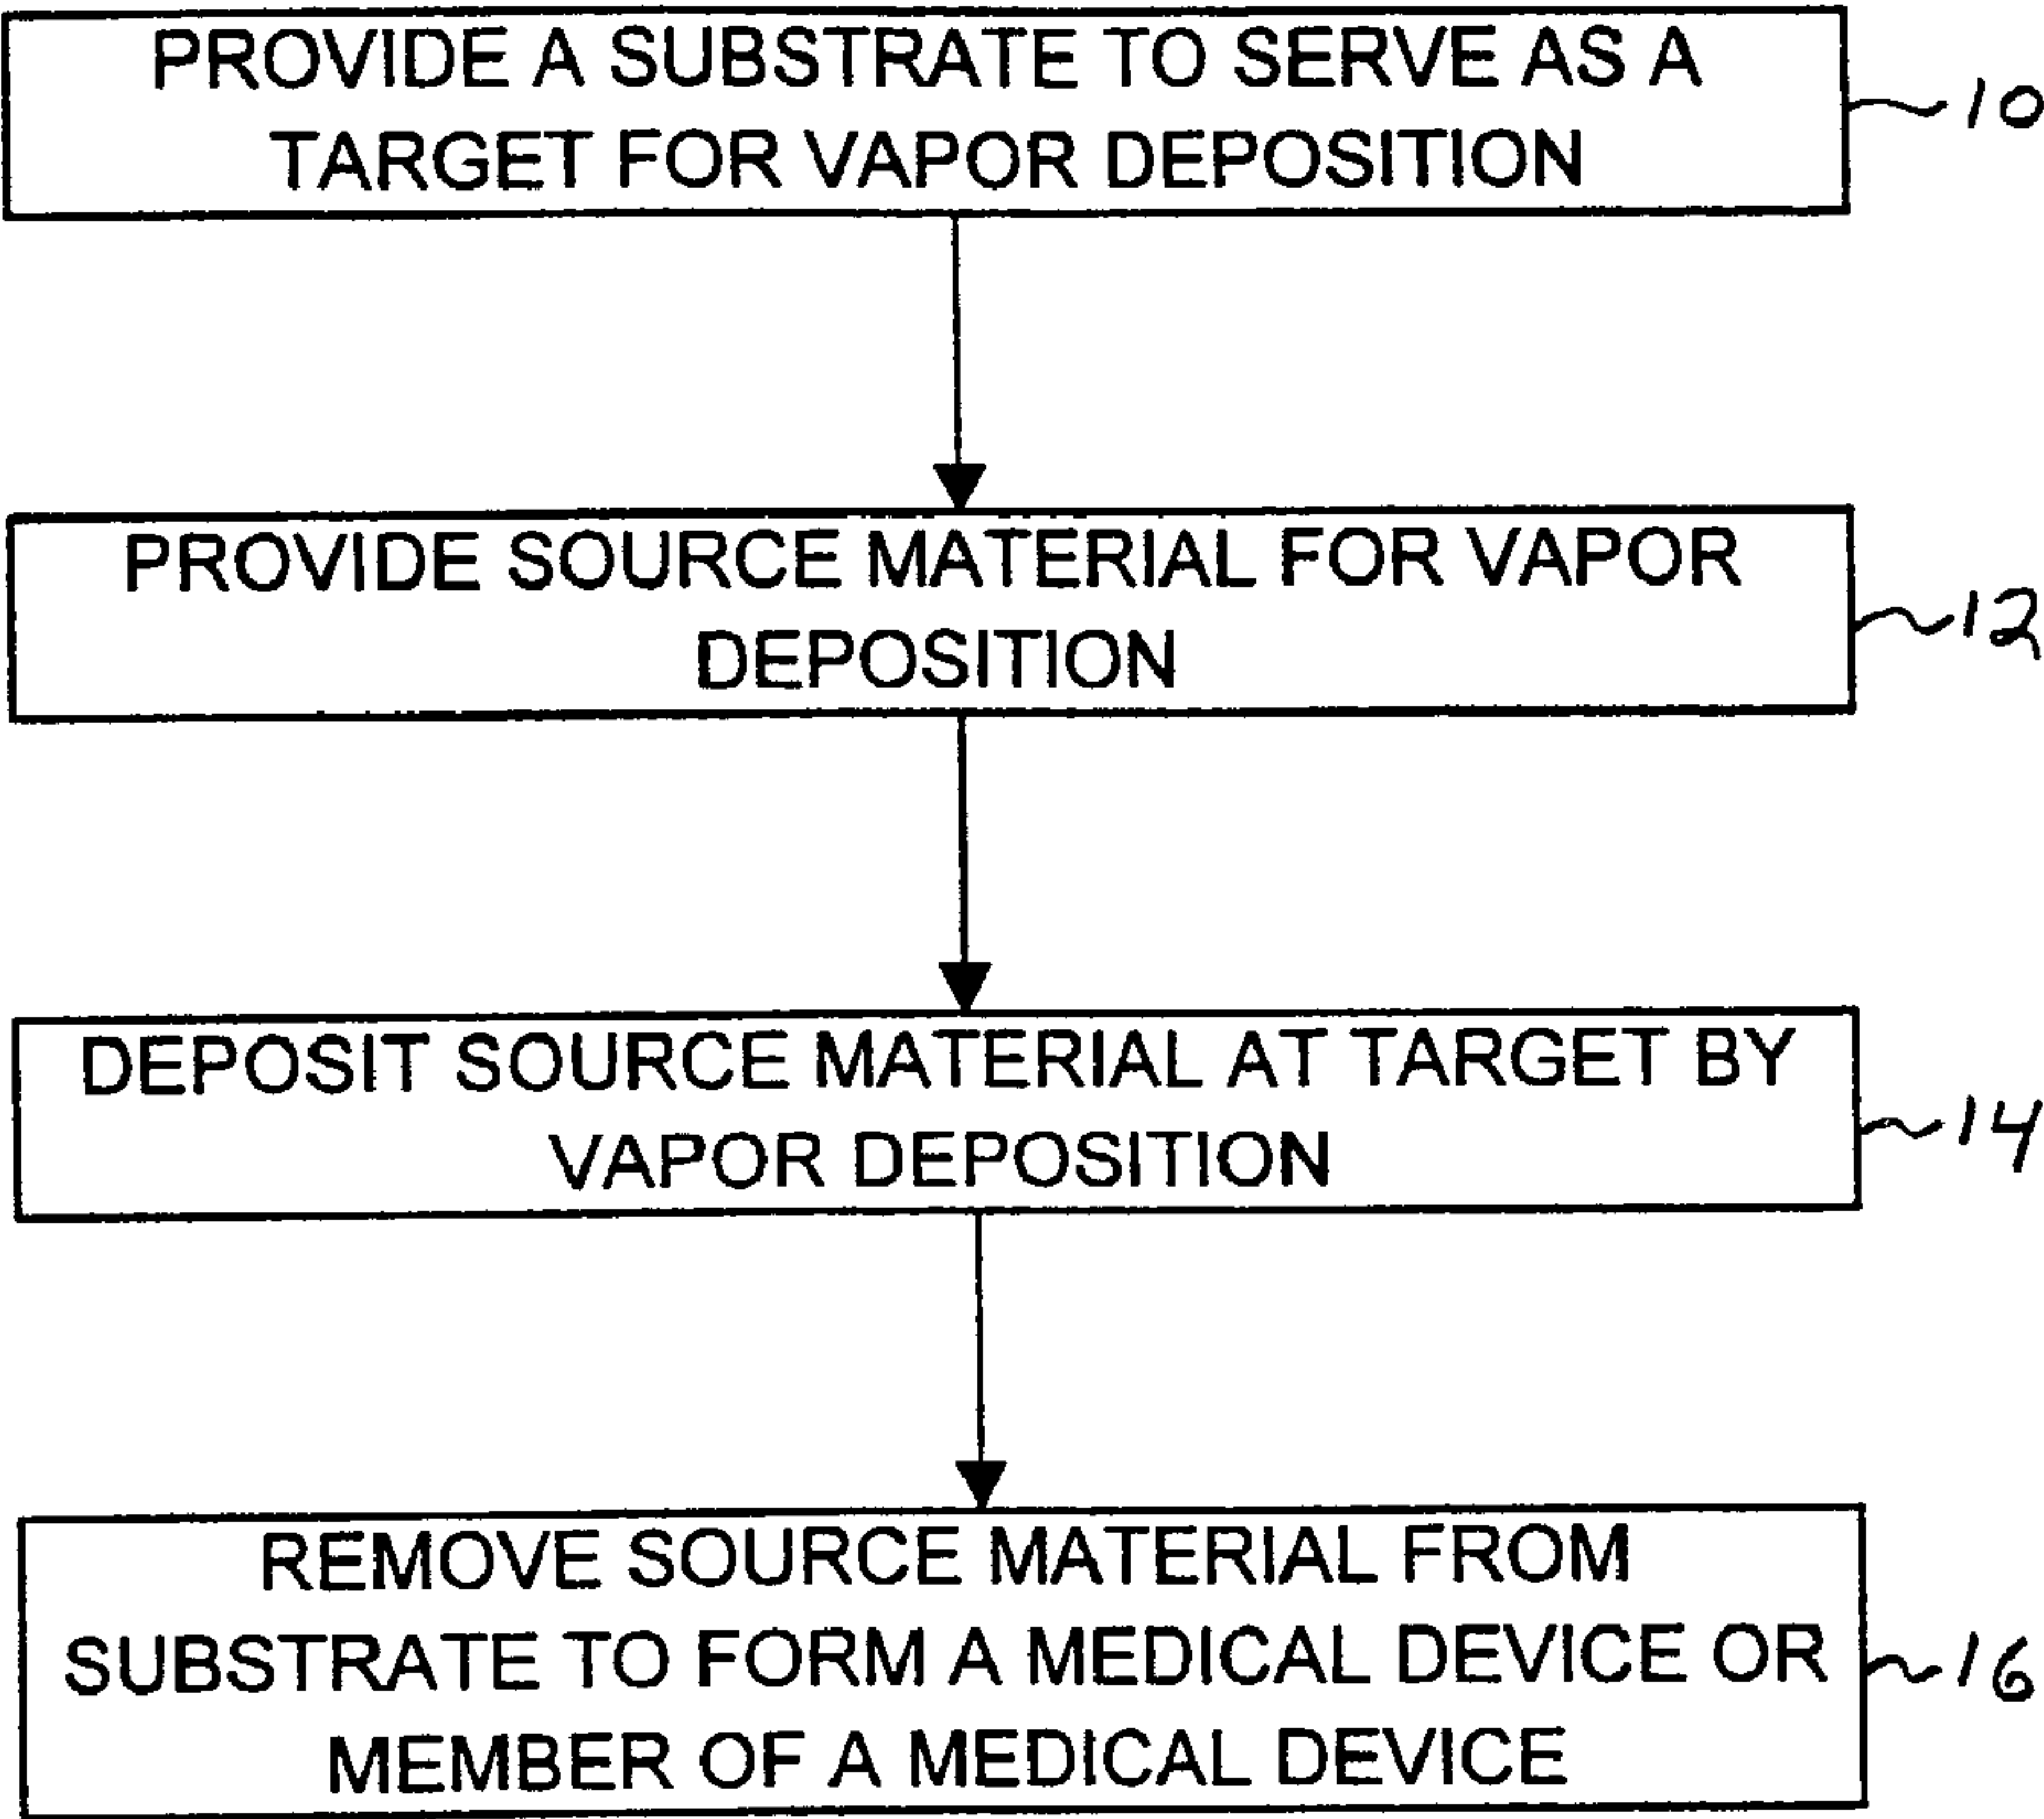 PROVIDE A SUBSTRATE TO SERVE AS A
TARGET FOR VAPOR DEPOSITION
10
PROVIDE SOURCE MATERIAL FOR VAPOR
DEPOSITION
12
DEPOSIT SOURCE MATERIAL AT TARGET BY
VAPOR DEPOSITION
14
REMOVE SOURCE MATERIAL FROM
SUBSTRATE TO FORM A MEDICAL DEVICE OR
MEMBER OF A MEDICAL DEVICE
16